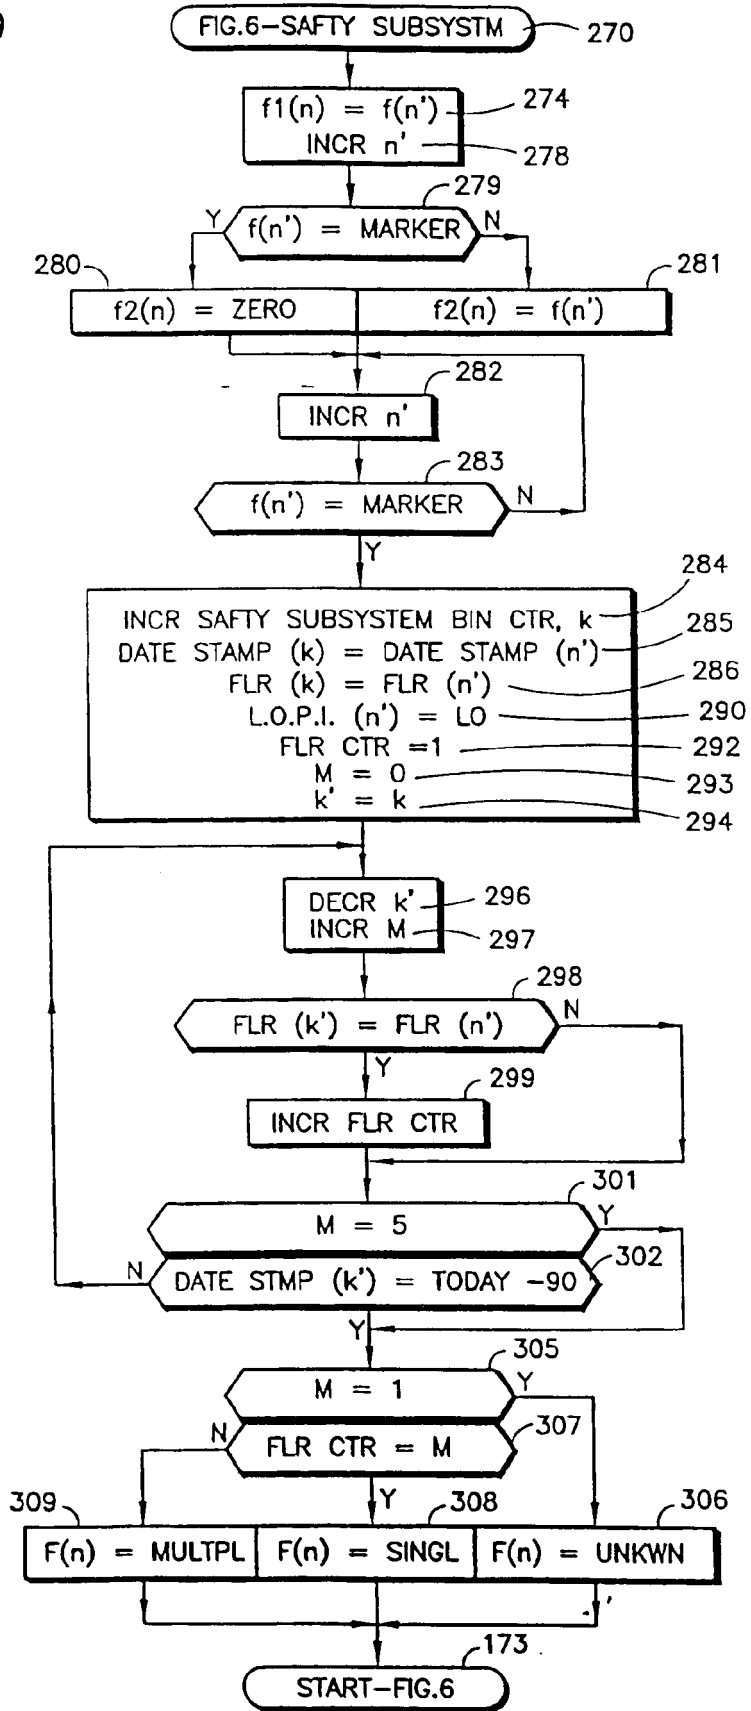 FIG.6-SAFTY SUBSYSTM 270
f1(n) = f(n') 274
INCR n' 278
279
Y f(n') = MARKER N
280 281
f2(n) = ZERO f2(n) = f(n')
282
INCR n'
283
f(n') = MARKER N
Y
284
INCR SAFTY SUBSYSTEM BIN CTR, k
285
DATE STAMP (k) = DATE STAMP (n')
FLR (k) = FLR (n') 286
L.O.P.I. (n') = LO 290
FLR CTR =1 292
M = 0 293
k' = k 294
DECR k' 296
INCR M 297
298
FLR (k') = FLR (n') N
Y
299
INCR FLR CTR
301
M = 5 Y
302
N DATE STMP (k') = TODAY -90
Y
305
M = 1 Y
N FLR CTR = M 307
Y
309 308 306
F(n) = MULTPL F(n) = SINGL F(n) = UNKWN
173
START-FIG.6